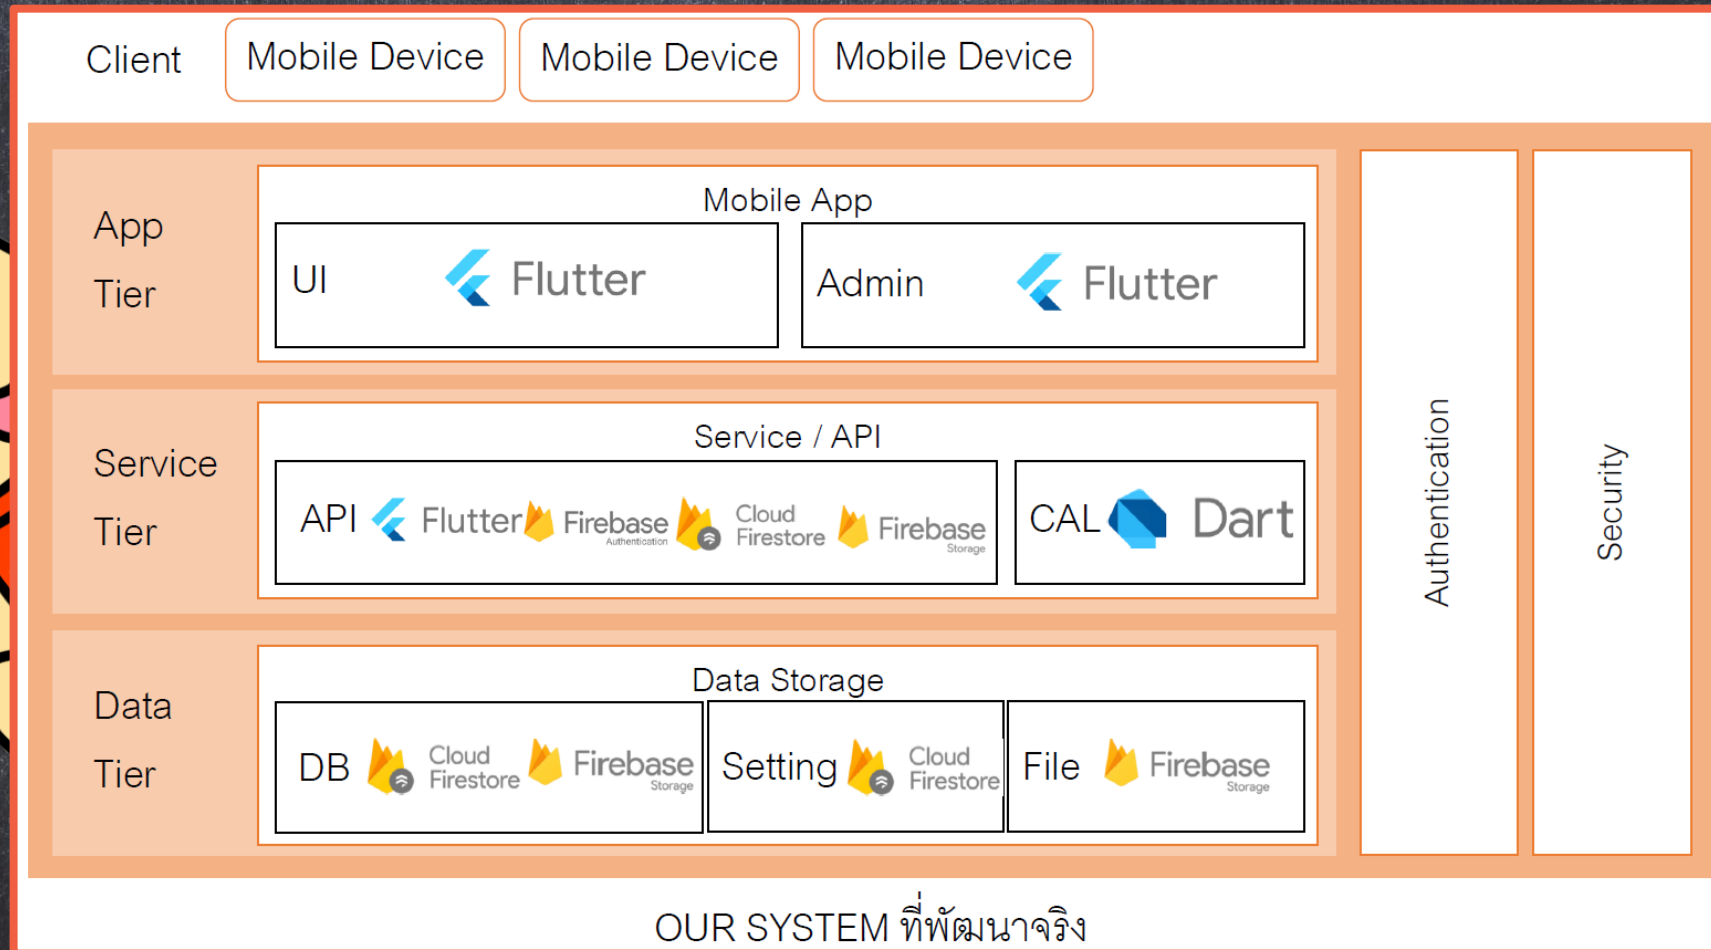 Client
Mobile Device
Mobile Device
Mobile Device
App
Tier
Mobile App
UI
Flutter
Admin
Flutter
Service
Tier
Service / API
API
Flutter
Firebase
Authentication
Cloud
Firestore
Firebase
Storage
CAL
Dart
Data
Tier
Data Storage
DB
Cloud
Firestore
Firebase
Storage
Setting
Cloud
Firestore
File
Firebase
Storage
Authentication
Security
OUR SYSTEM ที่พัฒนาจริง